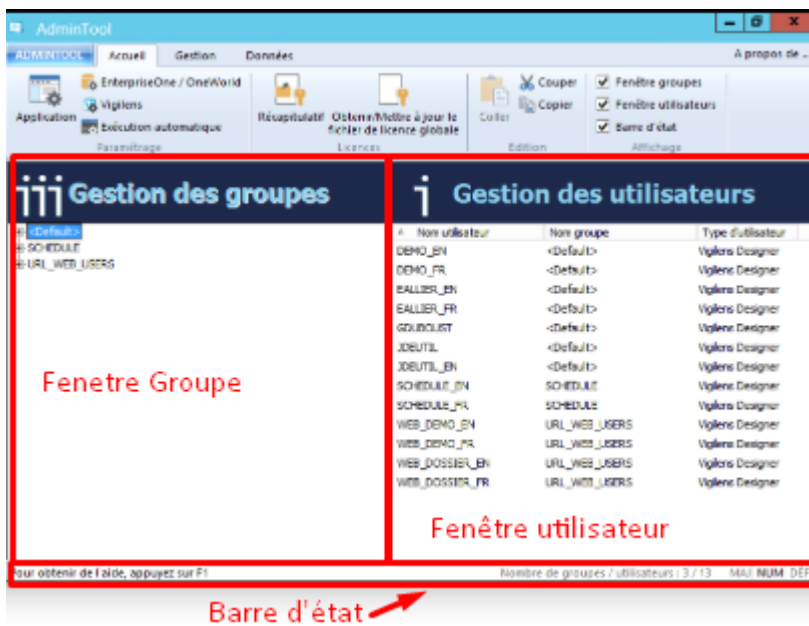 AdminTool
ADMINTOOL Accueil Gestion Données A propos de ...
Application
EnterpriseOne / OneWorld
Vigilens
Exécution automatique
Paramétrage
Récapitulatif
Obtenir/Mettre à jour le
fichier de licence globale
Licences
Coller
Couper
Copier
Edition
Fenêtre groupes
Fenêtre utilisateurs
Barre d'état
Affichage
Gestion des groupes
<Default>
SCHEDULE
URL_WEB_USERS
Fenetre Groupe
Gestion des utilisateurs
Nom utilisateur Nom groupe Type d'utilisateur
DEMO_EN <Default> Vigilens Designer
DEMO_FR <Default> Vigilens Designer
EALLIER_EN <Default> Vigilens Designer
EALLIER_FR <Default> Vigilens Designer
GDUBOUST <Default> Vigilens Designer
JDEUTIL <Default> Vigilens Designer
JDEUTIL_EN <Default> Vigilens Designer
SCHEDULE_EN SCHEDULE Vigilens Designer
SCHEDULE_FR SCHEDULE Vigilens Designer
WEB_DEMO_EN URL_WEB_USERS Vigilens Designer
WEB_DEMO_FR URL_WEB_USERS Vigilens Designer
WEB_DOSSIER_EN URL_WEB_USERS Vigilens Designer
WEB_DOSSIER_FR URL_WEB_USERS Vigilens Designer
Fenêtre utilisateur
Pour obtenir de l'aide, appuyez sur F1 Nombre de groupes / utilisateurs : 3 / 13 MAJ NUM DÉF
Barre d'état